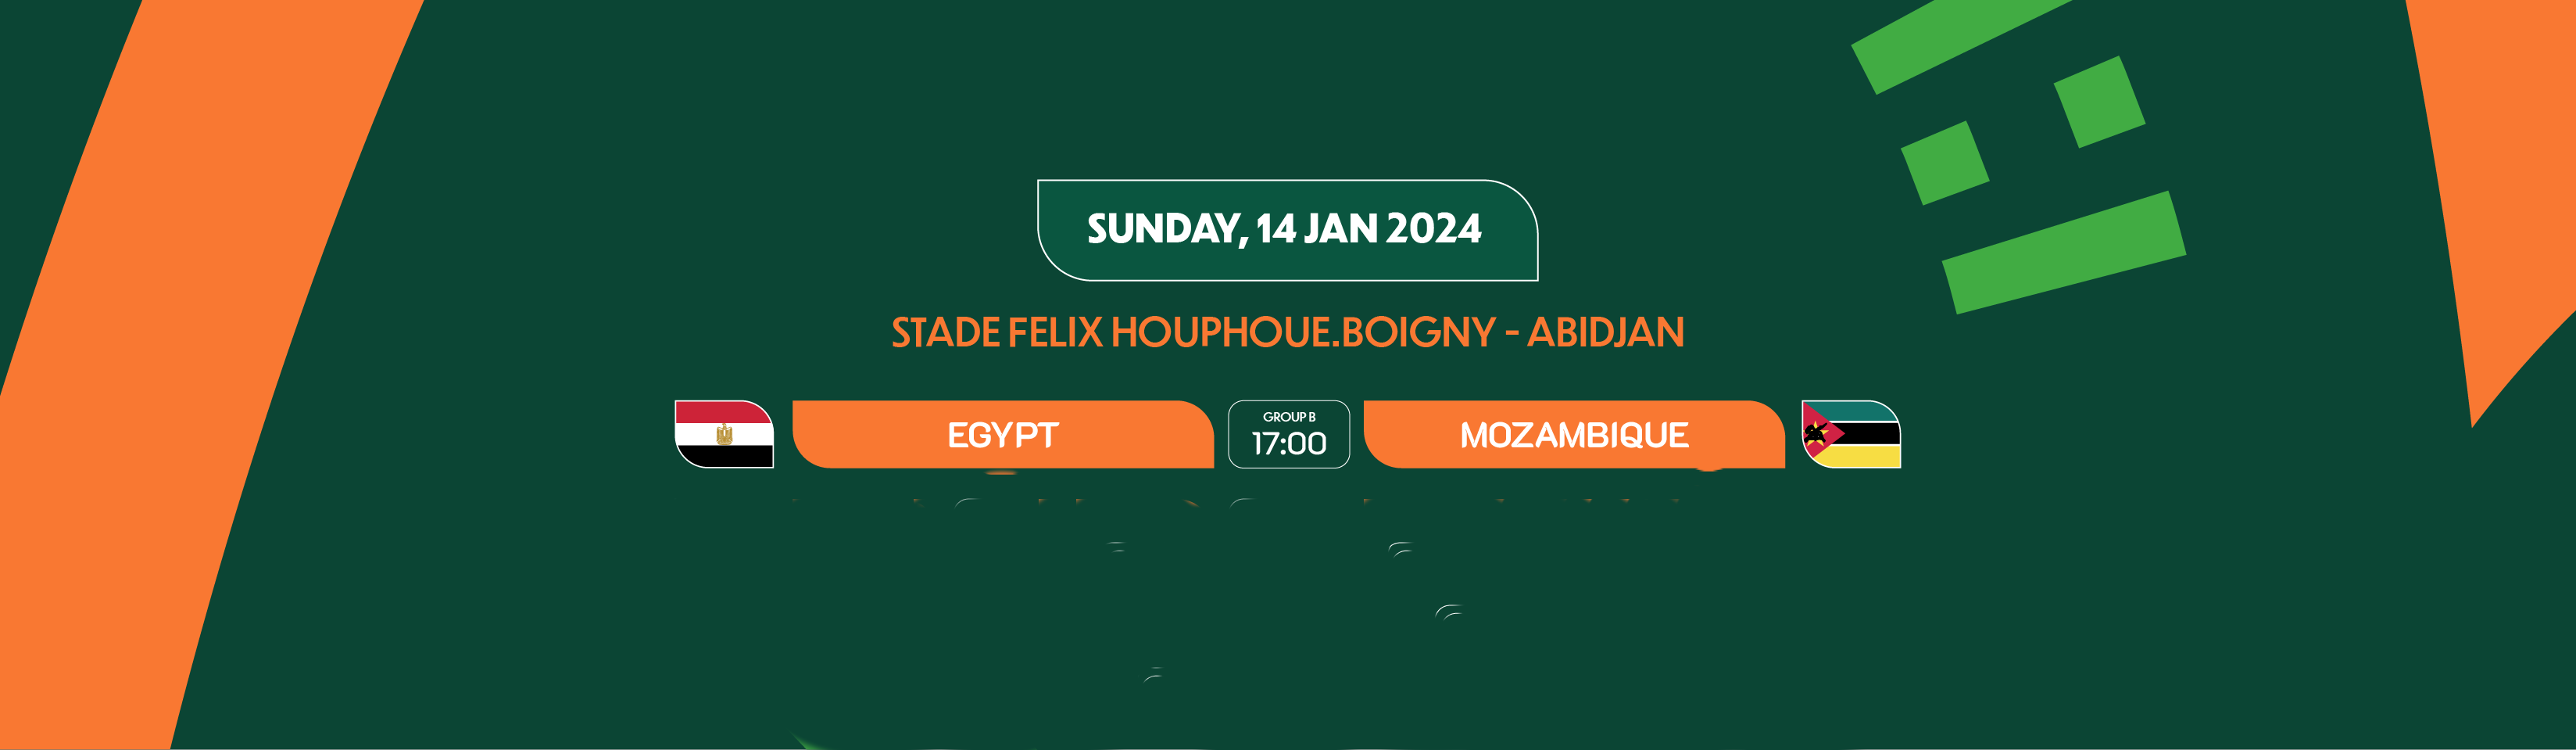 SUNDAY, 14 JAN 2024
STADE FELIX HOUPHOUE.BOIGNY - ABIDJAN
EGYPT
GROUP B
17:00
MOZAMBIQUE